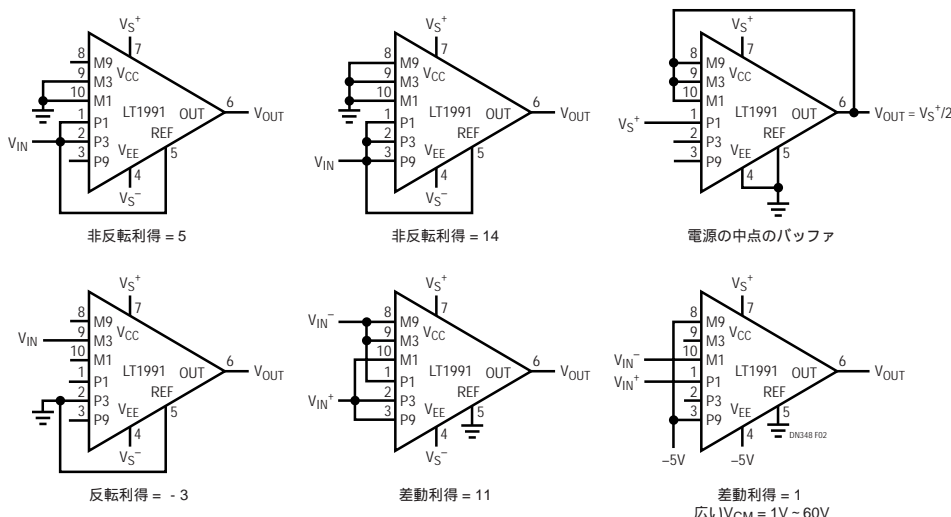 VS+
8
M9
7
9
M3
VCC
10
M1
LT1991
OUT
6
VOUT
1
P1
REF
VIN
2
P3
3
P9
VEE
5
4
VS−
非反転利得 = 5
VS+
8
M9
7
9
M3
VCC
10
M1
LT1991
OUT
6
VOUT
1
P1
REF
2
P3
VIN
3
P9
VEE
5
4
VS−
非反転利得 = 14
VS+
8
M9
7
9
M3
VCC
10
M1
LT1991
OUT
6
VOUT = VS+/2
VS+
1
P1
REF
2
P3
3
P9
VEE
4
5
電源の中点のバッファ
VS+
8
M9
7
VIN
9
M3
VCC
10
M1
LT1991
OUT
6
VOUT
1
P1
REF
2
P3
3
P9
VEE
5
4
VS−
反転利得 = - 3
VS+
VIN−
8
M9
7
9
M3
VCC
10
M1
LT1991
OUT
6
VOUT
1
P1
REF
VIN+
2
P3
3
P9
VEE
5
4
VS−
差動利得 = 11
VS+
8
M9
7
9
M3
VCC
VIN−
10
M1
LT1991
OUT
6
VOUT
VIN+
1
P1
REF
2
P3
3
P9
VEE
5
4
DN348 F02
−5V
−5V
差動利得 = 1
広いVCM = 1V ~ 60V